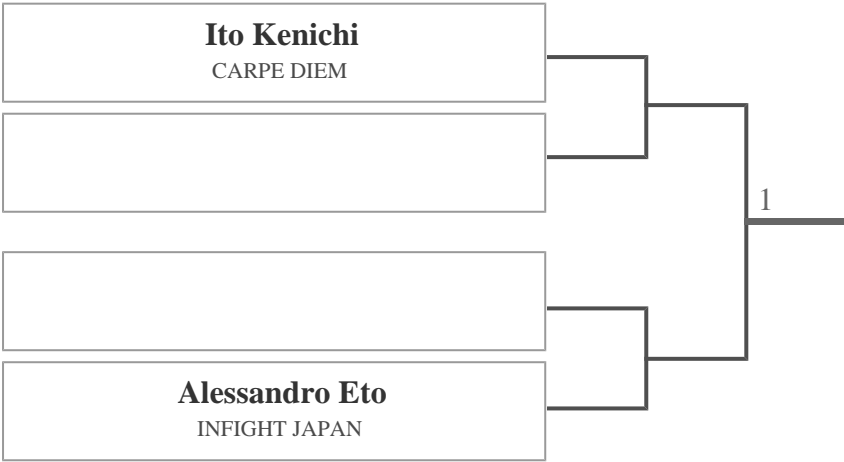 Ito Kenichi
CARPE DIEM
1
Alessandro Eto
INFIGHT JAPAN